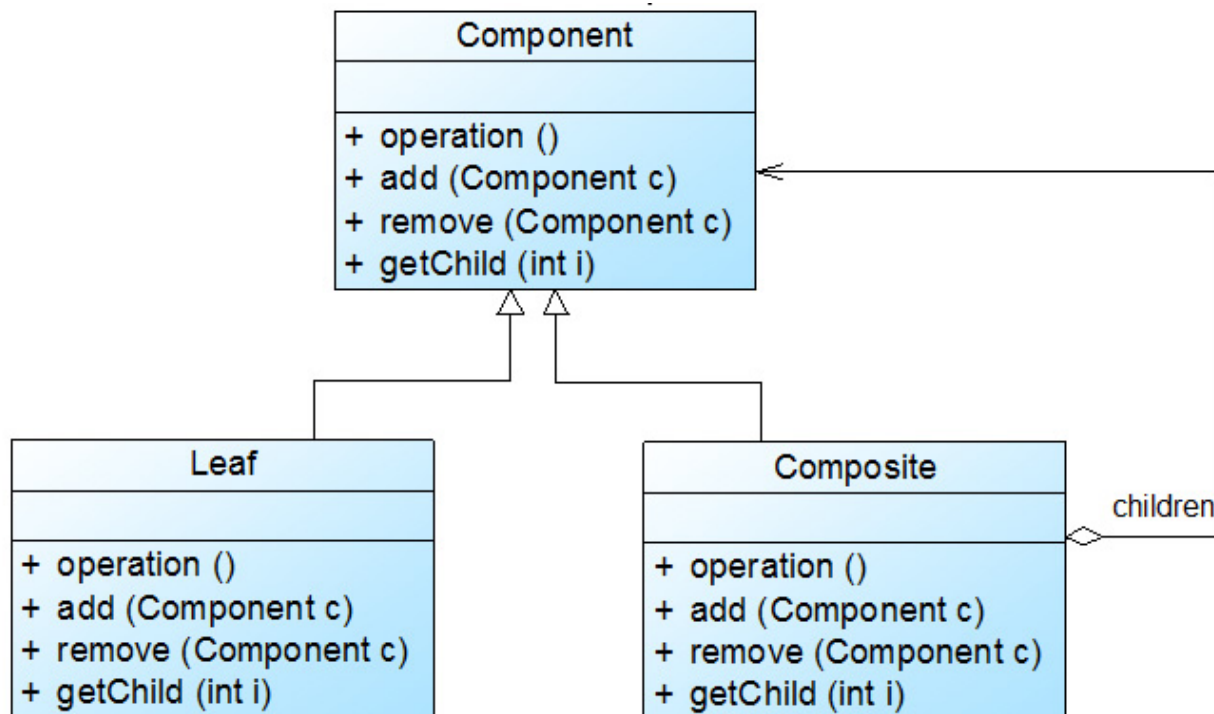 Component
+ operation ()
+ add (Component c)
+ remove (Component c)
+ getChild (int i)
Leaf
+ operation ()
+ add (Component c)
+ remove (Component c)
+ getChild (int i)
Composite
+ operation ()
+ add (Component c)
+ remove (Component c)
+ getChild (int i)
children